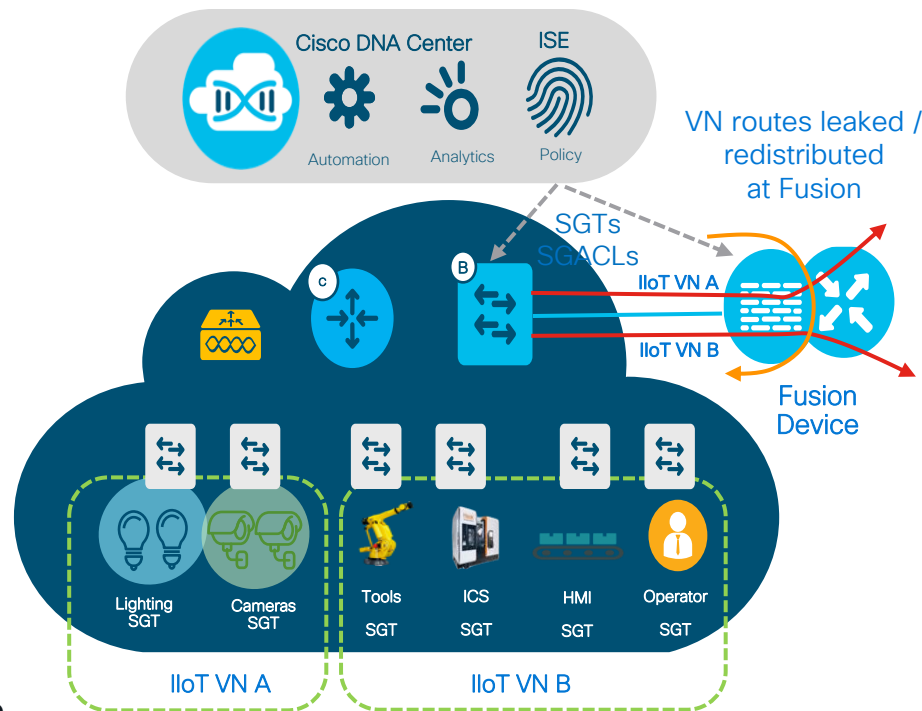 Cisco DNA Center
ISE
Automation
Analytics
Policy
VN routes leaked /
redistributed
at Fusion
SGTs
SGACLs
B
c
IIoT VN A
IIoT VN B
Fusion
Device
Lighting
SGT
Cameras
SGT
Tools
SGT
ICS
SGT
HMI
SGT
Operator
SGT
IIoT VN A
IIoT VN B